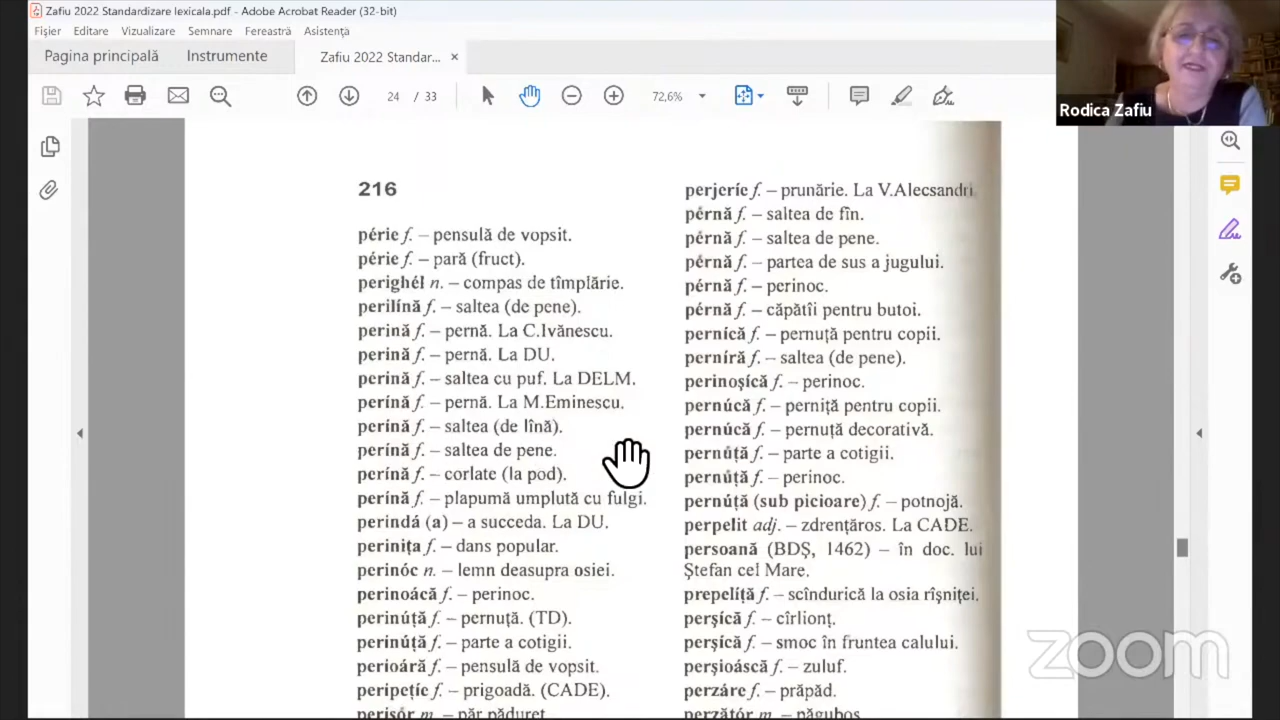 Zafiu 2022 Standardizare lexicala.pdf - Adobe Acrobat Reader (32-bit)
Fișier Editare Vizualizare Semnare Fereastră Asistență
Pagina principală Instrumente Zafiu 2022 Standar... ×
24 / 33 72,6%
Rodica Zafiu
216
périe f. – pensulă de vopsit.
périe f. – pară (fruct).
perighél n. – compas de tîmplărie.
perilínă f. – saltea (de pene).
perină f. – pernă. La C.Ivănescu.
perină f. – pernă. La DU.
perină f. – saltea cu puf. La DELM.
perínă f. – pernă. La M.Eminescu.
perínă f. – saltea (de lînă).
perínă f. – saltea de pene.
perínă f. – corlate (la pod).
perínă f. – plapumă umplută cu fulgi.
perindá (a) – a succeda. La DU.
perinița f. – dans popular.
perinóc n. – lemn deasupra osiei.
perinoácă f. – perinoc.
perinúță f. – pernuță. (TD).
perinúță f. – parte a cotigii.
perioáră f. – pensulă de vopsit.
peripețíe f. – prigoadă. (CADE).
perișór m. – păr pădureț
perjeríe f. – prunărie. La V.Alecsandri.
pérnă f. – saltea de fîn.
pérnă f. – saltea de pene.
pérnă f. – partea de sus a jugului.
pérnă f. – perinoc.
pérnă f. – căpătîi pentru butoi.
pernícă f. – pernuță pentru copii.
perníră f. – saltea (de pene).
perinoșícă f. – perinoc.
pernúcă f. – perniță pentru copii.
pernúcă f. – pernuță decorativă.
pernúță f. – parte a cotigii.
pernúță f. – perinoc.
pernúță (sub picioare) f. – potnojă.
perpelit adj. – zdrențăros. La CADE.
persoană (BDȘ, 1462) – în doc. lui
Ștefan cel Mare.
prepelíță f. – scîndurică la osia rîșniței.
perșícă f. – cîrlionț.
perșícă f. – smoc în fruntea calului.
perșioáscă f. – zuluf.
perzáre f. – prăpăd.
perzătór m. – păgubos
zoom